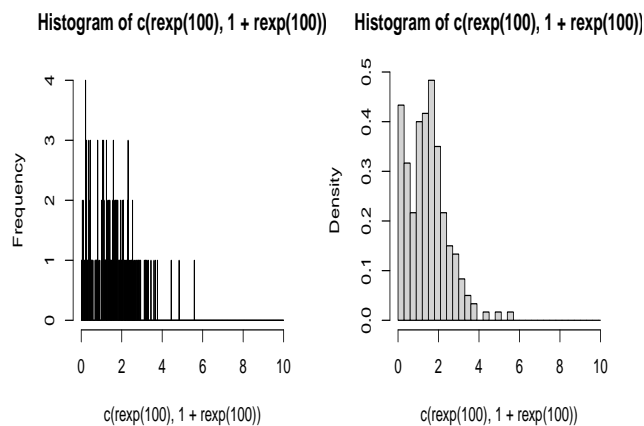 Histogram of c(rexp(100), 1 + rexp(100))
Frequency
4
3
2
1
0
0 2 4 6 8 10
c(rexp(100), 1 + rexp(100))
Histogram of c(rexp(100), 1 + rexp(100))
Density
0.5
0.4
0.3
0.2
0.1
0.0
0 2 4 6 8 10
c(rexp(100), 1 + rexp(100))